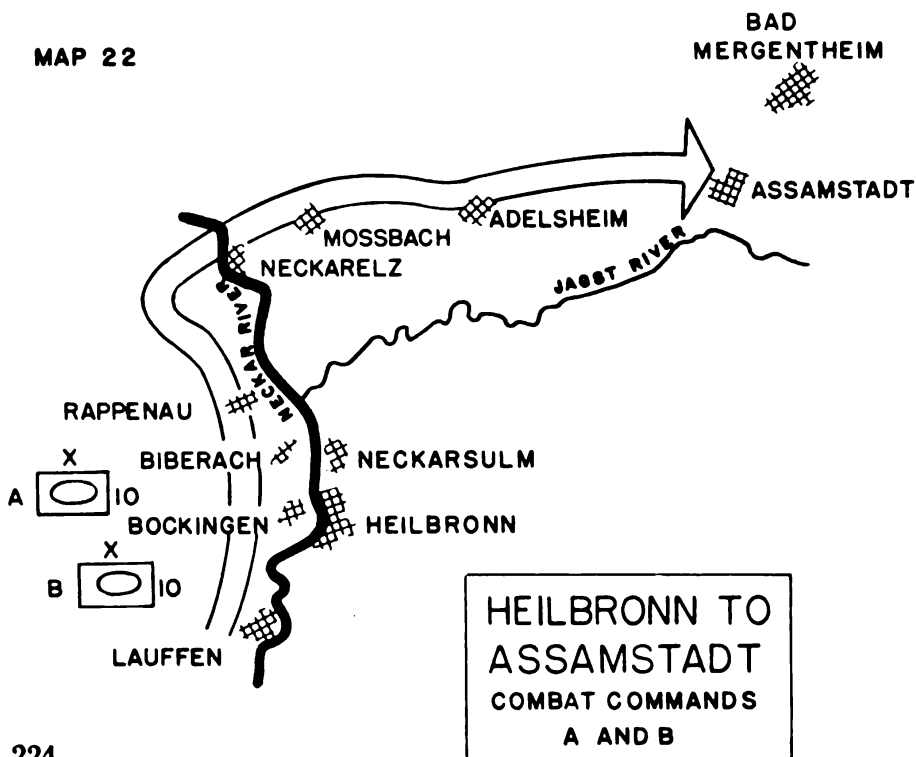 BAD
MERGENTHEIM
MAP 22
ASSAMSTADT
ADELSHEIM
MOSSBACH
NECKARELZ
JAGST RIVER
NECKAR RIVER
RAPPENAU
BIBERACH
NECKARSULM
X
A 10
BOCKINGEN
HEILBRONN
X
B 10
LAUFFEN
HEILBRONN TO
ASSAMSTADT
COMBAT COMMANDS
A AND B
224